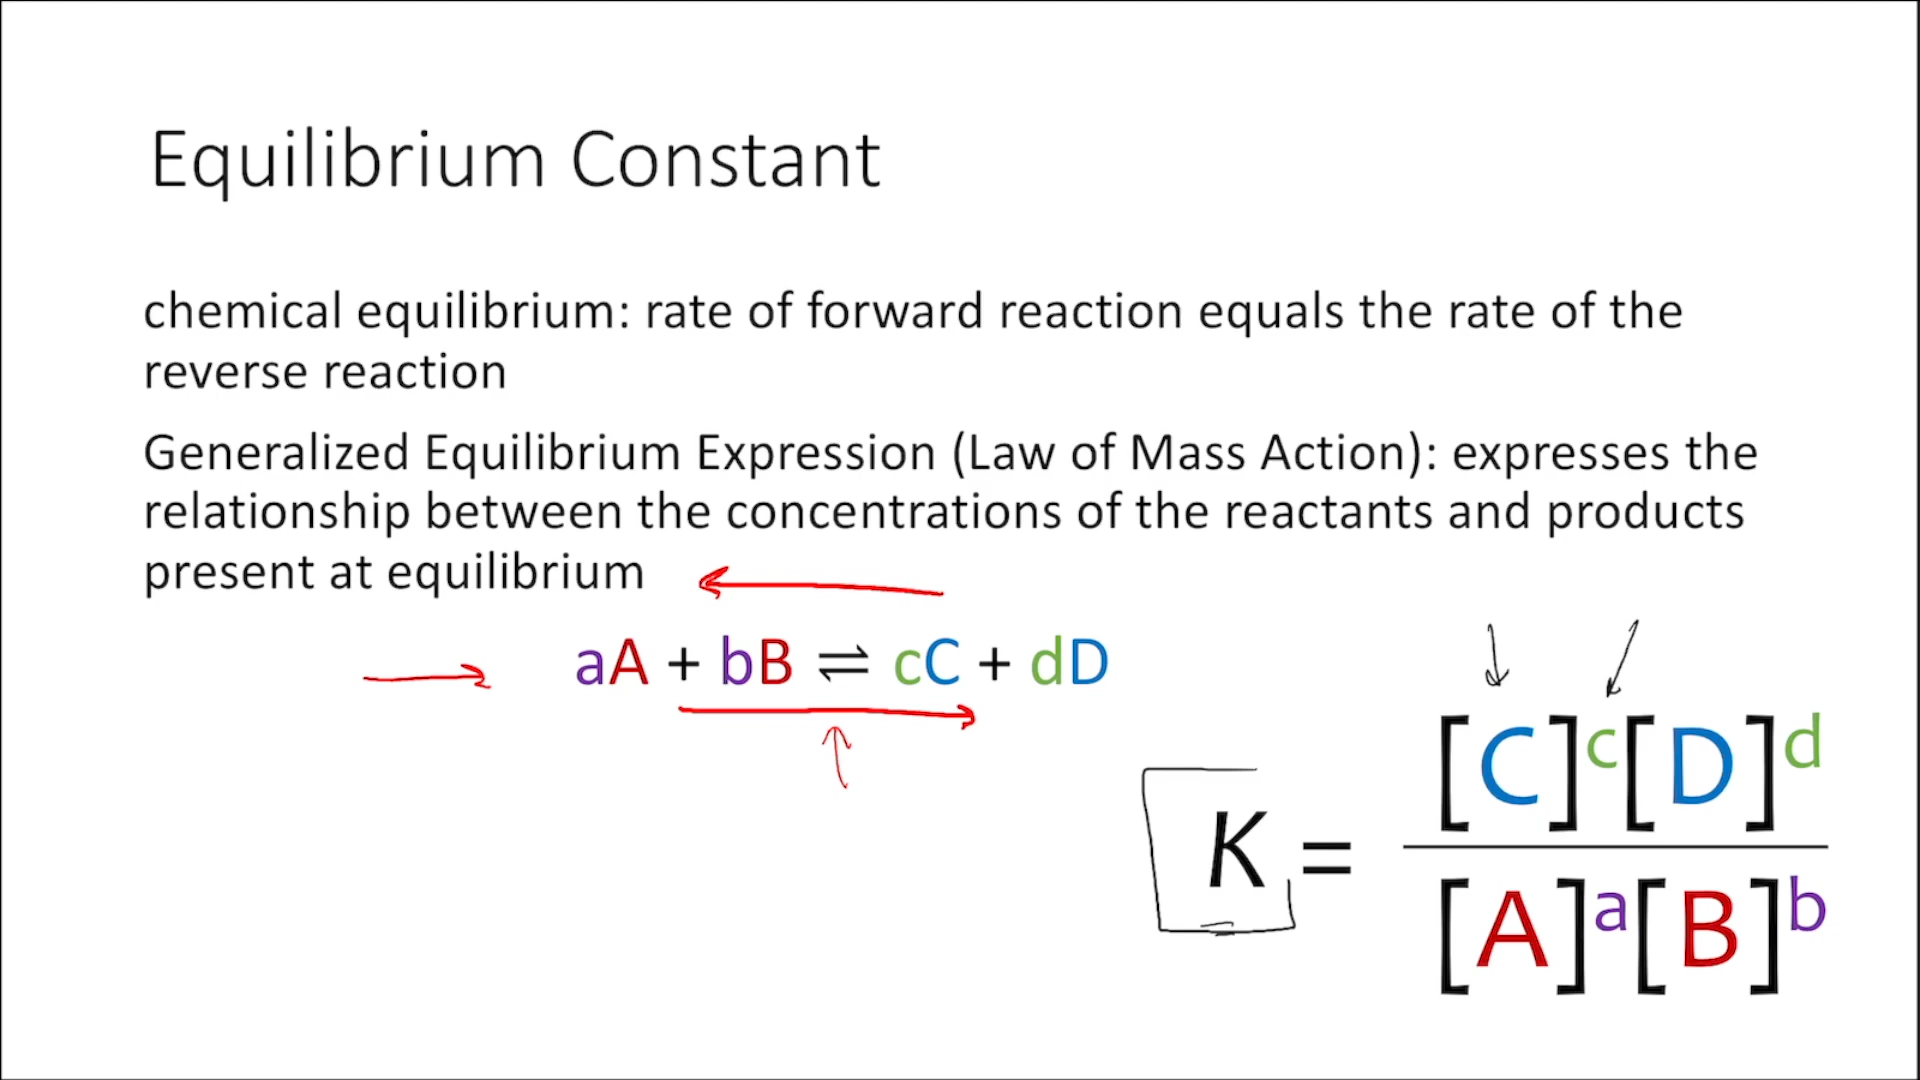 Equilibrium Constant
chemical equilibrium: rate of forward reaction equals the rate of the
reverse reaction
Generalized Equilibrium Expression (Law of Mass Action): expresses the
relationship between the concentrations of the reactants and products
present at equilibrium
aA + bB ⇌ cC + dD
[C]c[D]d
K =
[A]a[B]b